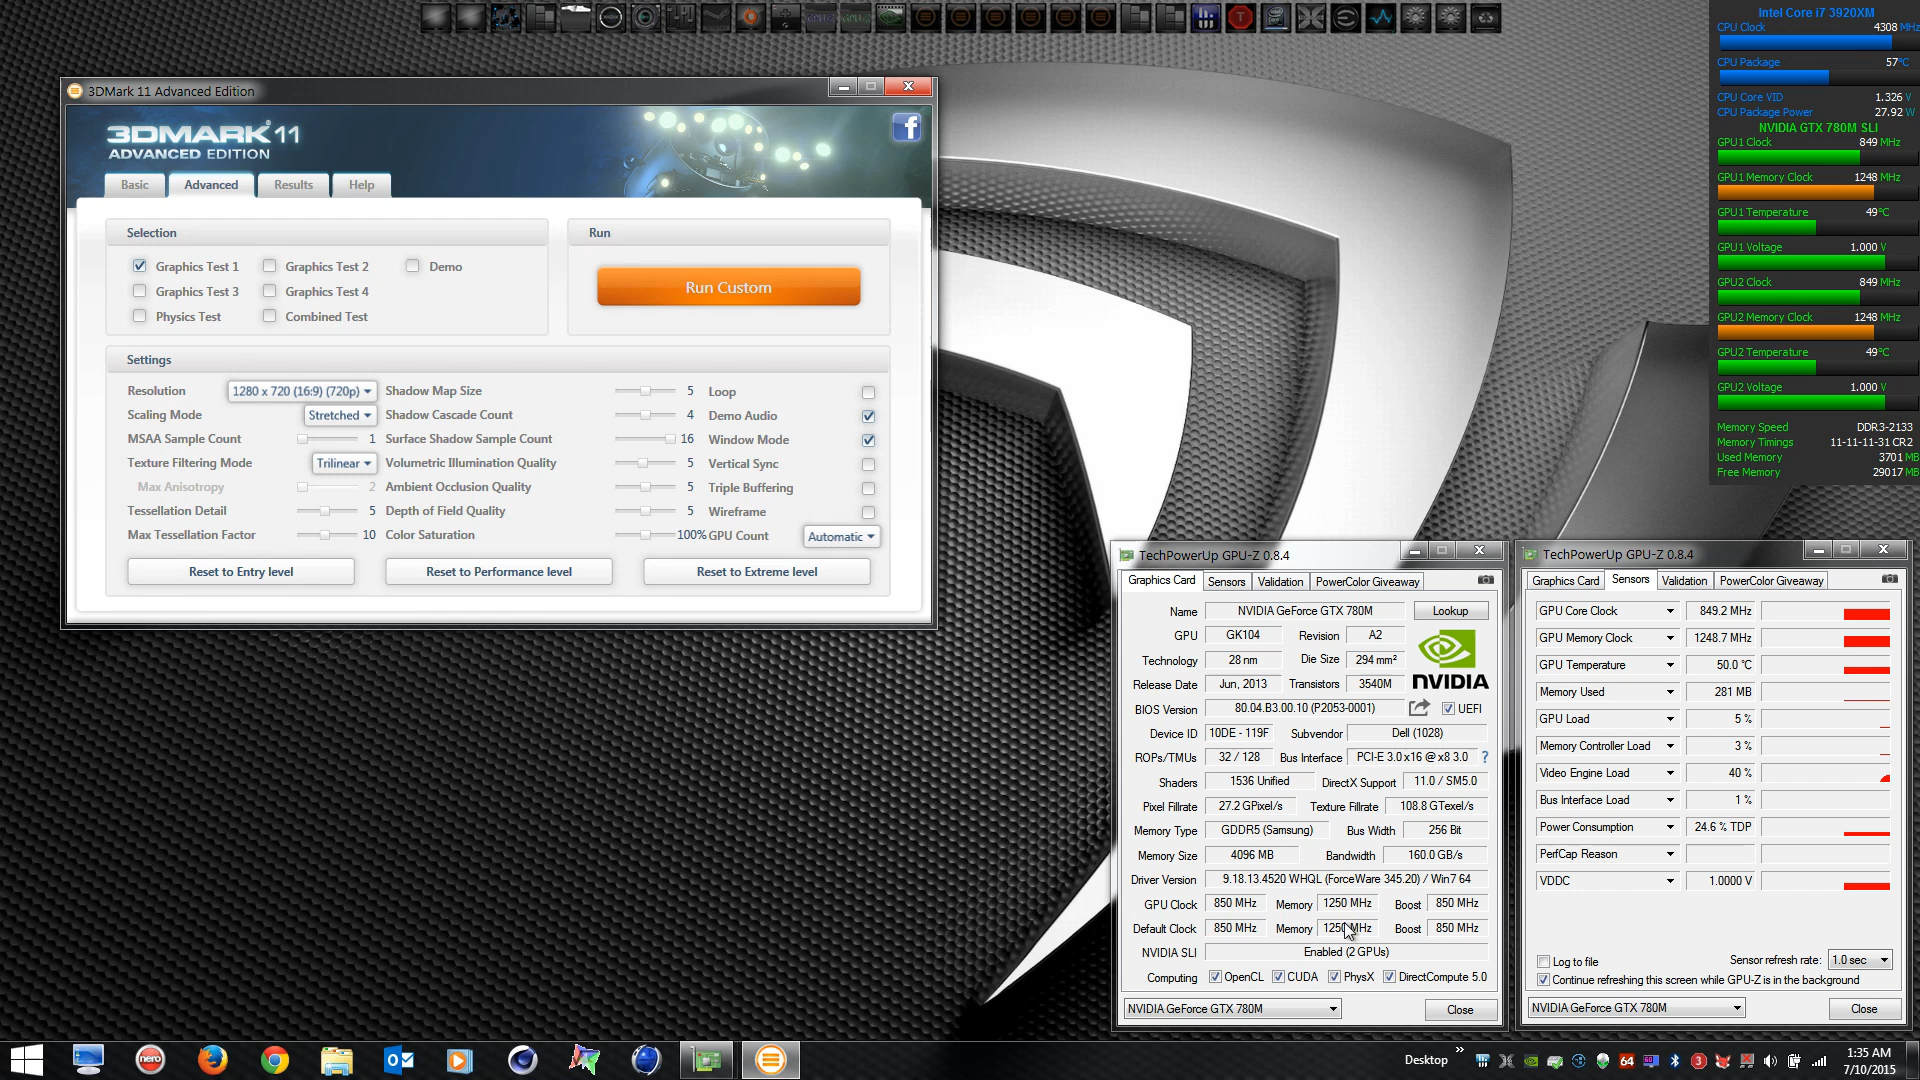 Intel Core i7 3920XM
CPU Clock 4308 MHz
CPU Package 57°C
CPU Core VID 1.326 V
CPU Package Power 27.92 W
NVIDIA GTX 780M SLI
GPU1 Clock 849 MHz
GPU1 Memory Clock 1248 MHz
GPU1 Temperature 49°C
GPU1 Voltage 1.000 V
GPU2 Clock 849 MHz
GPU2 Memory Clock 1248 MHz
GPU2 Temperature 49°C
GPU2 Voltage 1.000 V
Memory Speed DDR3-2133
Memory Timings 11-11-11-31 CR2
Used Memory 3701 MB
Free Memory 29017 MB
3DMark 11 Advanced Edition
3DMARK® 11
ADVANCED EDITION
f
Basic Advanced Results Help
Selection Run
Graphics Test 1 Graphics Test 2 Demo
Run Custom
Graphics Test 3 Graphics Test 4
Physics Test Combined Test
Settings
Resolution 1280 x 720 (16:9) (720p) Shadow Map Size 5 Loop
Scaling Mode Stretched Shadow Cascade Count 4 Demo Audio
MSAA Sample Count 1 Surface Shadow Sample Count 16 Window Mode
Texture Filtering Mode Trilinear Volumetric Illumination Quality 5 Vertical Sync
Max Anisotropy 2 Ambient Occlusion Quality 5 Triple Buffering
Tessellation Detail 5 Depth of Field Quality 5 Wireframe
Max Tessellation Factor 10 Color Saturation 100% GPU Count Automatic
Reset to Entry level Reset to Performance level Reset to Extreme level
TechPowerUp GPU-Z 0.8.4
Graphics Card Sensors Validation PowerColor Giveaway
Name NVIDIA GeForce GTX 780M Lookup
GPU GK104 Revision A2
Technology 28 nm Die Size 294 mm²
Release Date Jun, 2013 Transistors 3540M
NVIDIA
BIOS Version 80.04.B3.00.10 (P2053-0001) UEFI
Device ID 10DE - 119F Subvendor Dell (1028)
ROPs/TMUs 32 / 128 Bus Interface PCI-E 3.0 x16 @ x8 3.0 ?
Shaders 1536 Unified DirectX Support 11.0 / SM5.0
Pixel Fillrate 27.2 GPixel/s Texture Fillrate 108.8 GTexel/s
Memory Type GDDR5 (Samsung) Bus Width 256 Bit
Memory Size 4096 MB Bandwidth 160.0 GB/s
Driver Version 9.18.13.4520 WHQL (ForceWare 345.20) / Win7 64
GPU Clock 850 MHz Memory 1250 MHz Boost 850 MHz
Default Clock 850 MHz Memory 1250 MHz Boost 850 MHz
NVIDIA SLI Enabled (2 GPUs)
Computing OpenCL CUDA PhysX DirectCompute 5.0
NVIDIA GeForce GTX 780M Close
TechPowerUp GPU-Z 0.8.4
Graphics Card Sensors Validation PowerColor Giveaway
GPU Core Clock 849.2 MHz
GPU Memory Clock 1248.7 MHz
GPU Temperature 50.0 °C
Memory Used 281 MB
GPU Load 5 %
Memory Controller Load 3 %
Video Engine Load 40 %
Bus Interface Load 1 %
Power Consumption 24.6 % TDP
PerfCap Reason
VDDC 1.0000 V
Log to file Sensor refresh rate: 1.0 sec
Continue refreshing this screen while GPU-Z is in the background
NVIDIA GeForce GTX 780M Close
nero
Desktop » 64 3
1:35 AM
7/10/2015